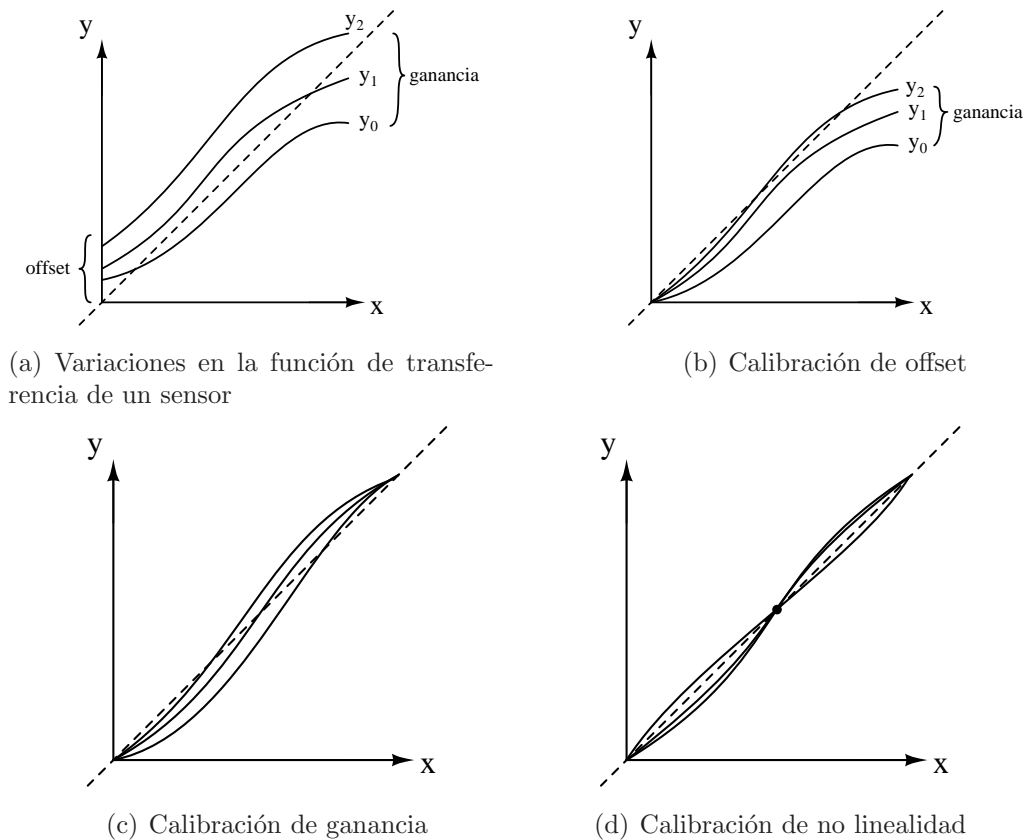 y
y2
y1
y0
ganancia
offset
x
(a) Variaciones en la función de transfe-
rencia de un sensor
y
y2
y1
y0
ganancia
x
(b) Calibración de offset
y
x
(c) Calibración de ganancia
y
x
(d) Calibración de no linealidad